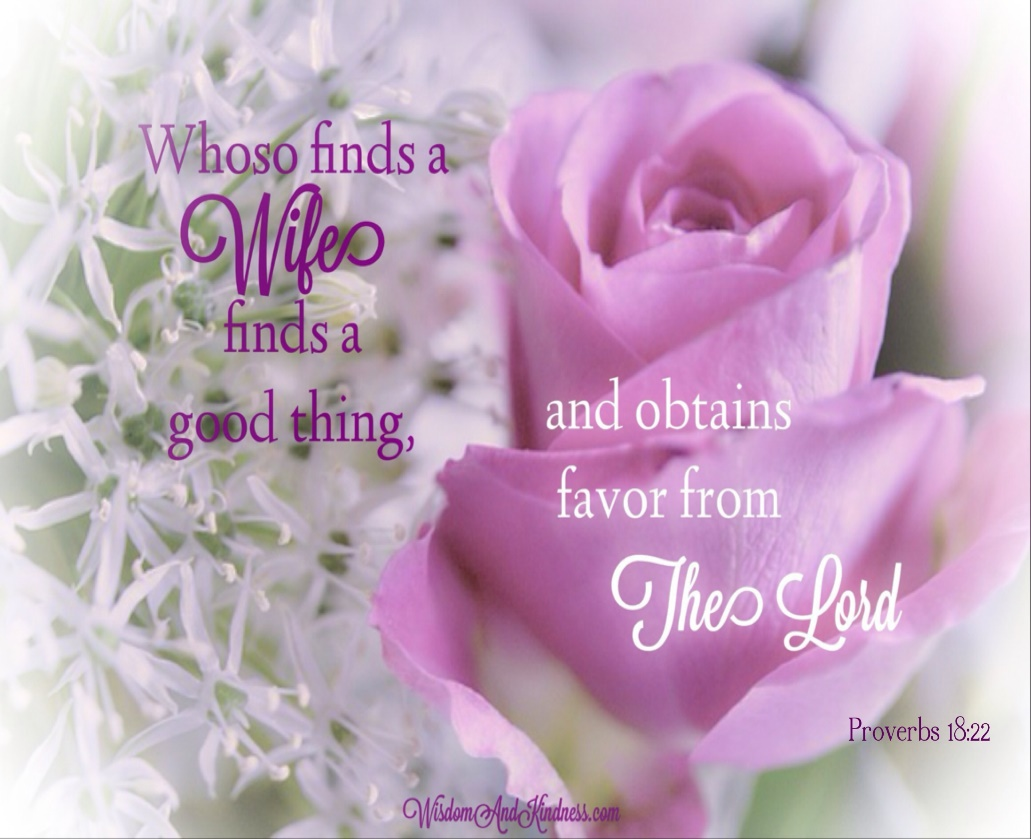 Whoso finds a
Wife
finds a
good thing,
and obtains
favor from
The Lord
Proverbs 18:22
WisdomAndKindness.com